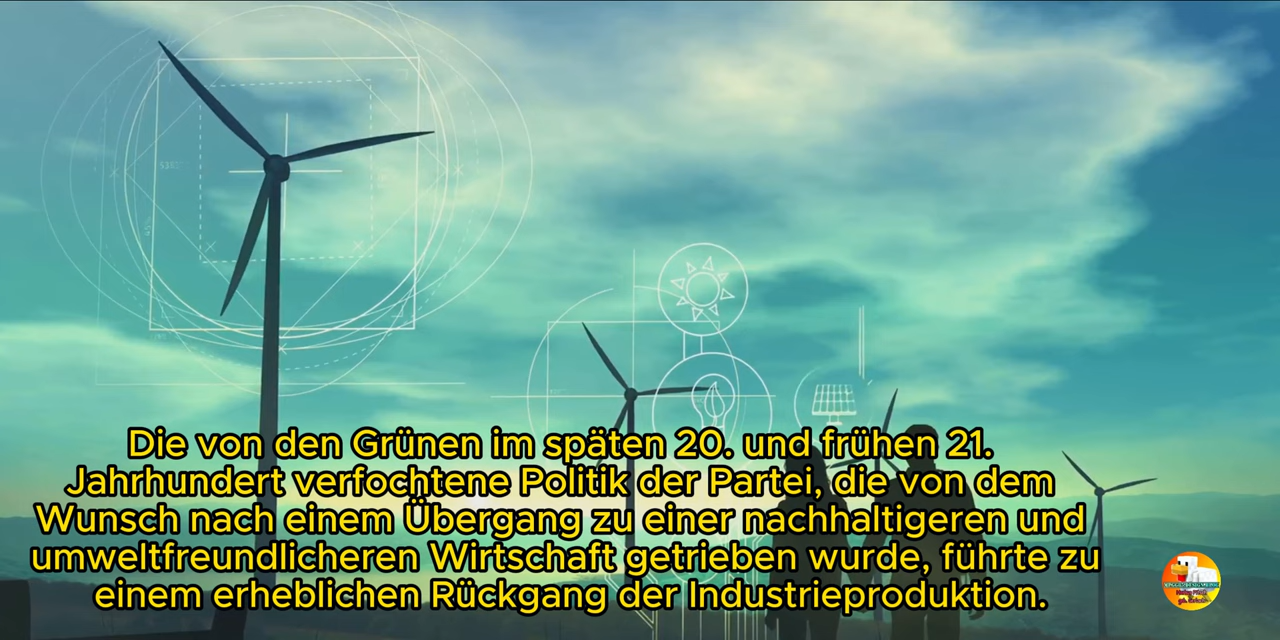 Die von den Grünen im späten 20. und frühen 21.
Jahrhundert verfochtene Politik der Partei, die von dem
Wunsch nach einem Übergang zu einer nachhaltigeren und
umweltfreundlicheren Wirtschaft getrieben wurde, führte zu
einem erheblichen Rückgang der Industrieproduktion.